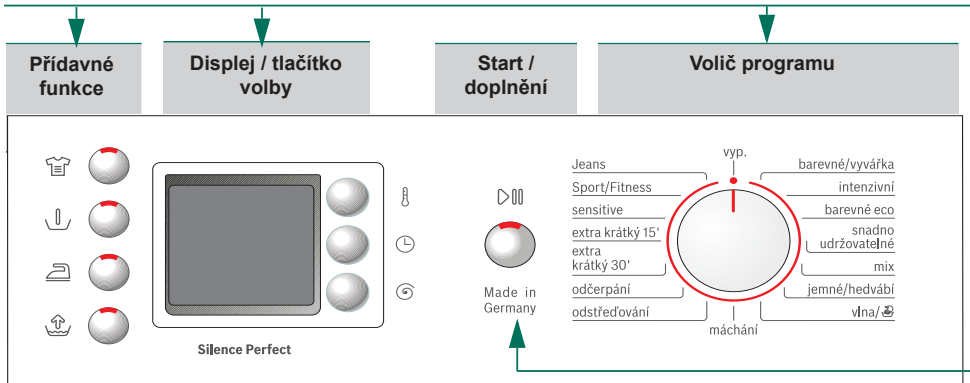 Přídavné
funkce
Displej / tlačítko
volby
Start /
doplnění
Volič programu
vyp.
Jeans
Sport/Fitness
sensitive
extra krátký 15'
extra
krátký 30'
odčerpání
odstřeďování
máchání
barevné/vyvářka
intenzivní
barevné eco
snadno
udržovatelné
mix
jemné/hedvábí
vlna/
Made in
Germany
Silence Perfect